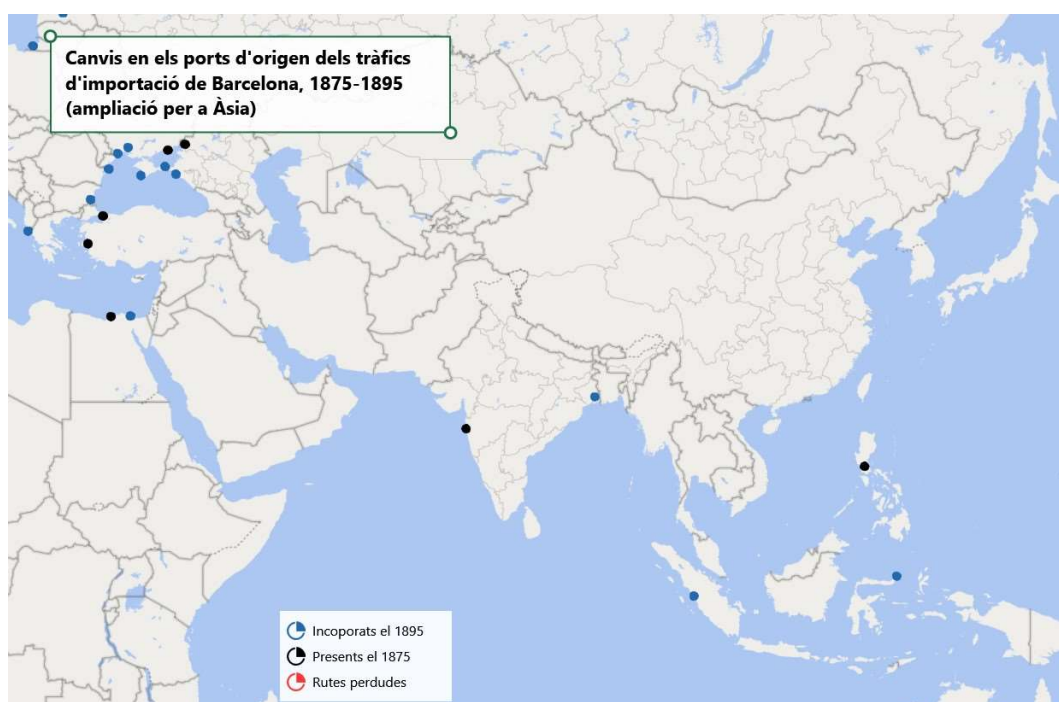 Canvis en els ports d'origen dels tràfics
d'importació de Barcelona, 1875-1895
(ampliació per a Àsia)
Incoporats el 1895
Presents el 1875
Rutes perdudes